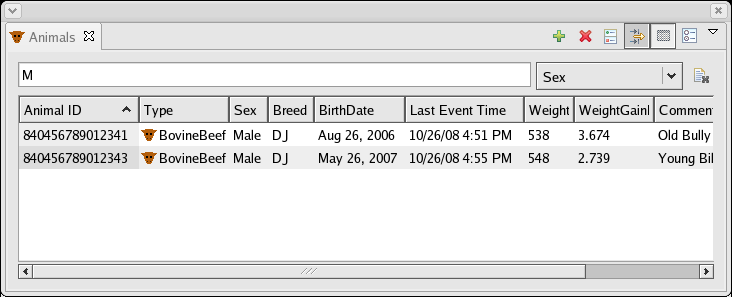 Animals
M Sex
Animal ID Type Sex Breed BirthDate Last Event Time Weight WeightGainI Comment
840456789012341 BovineBeef Male DJ Aug 26, 2006 10/26/08 4:51 PM 538 3.674 Old Bully
840456789012343 BovineBeef Male DJ May 26, 2007 10/26/08 4:55 PM 548 2.739 Young Bil